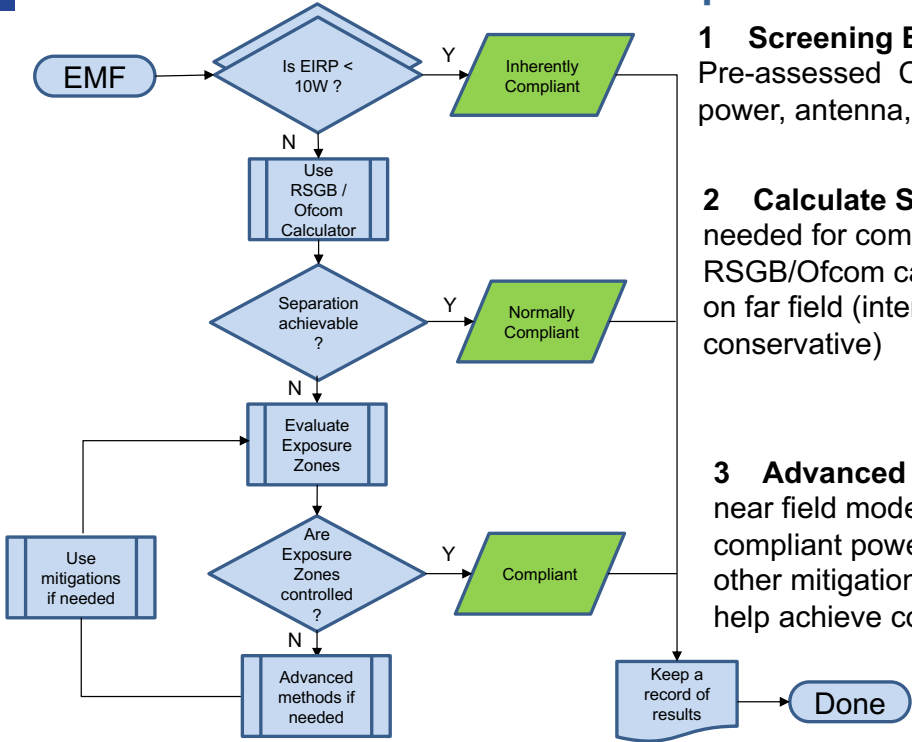 EMF
Is EIRP <
10W ?
Y
Inherently
Compliant
N
Use
RSGB /
Ofcom
Calculator
Separation
achievable
?
Y
Normally
Compliant
N
Evaluate
Exposure
Zones
Are
Exposure
Zones
controlled
?
Y
Compliant
N
Advanced
methods if
needed
Use
mitigations
if needed
Keep a
record of
results
Done
1 Screening
Pre-assessed
power, antenna,
2 Calculate
needed for
RSGB/Ofcom
on far field
conservative)
3 Advanced
near field
compliant
other
help achieve